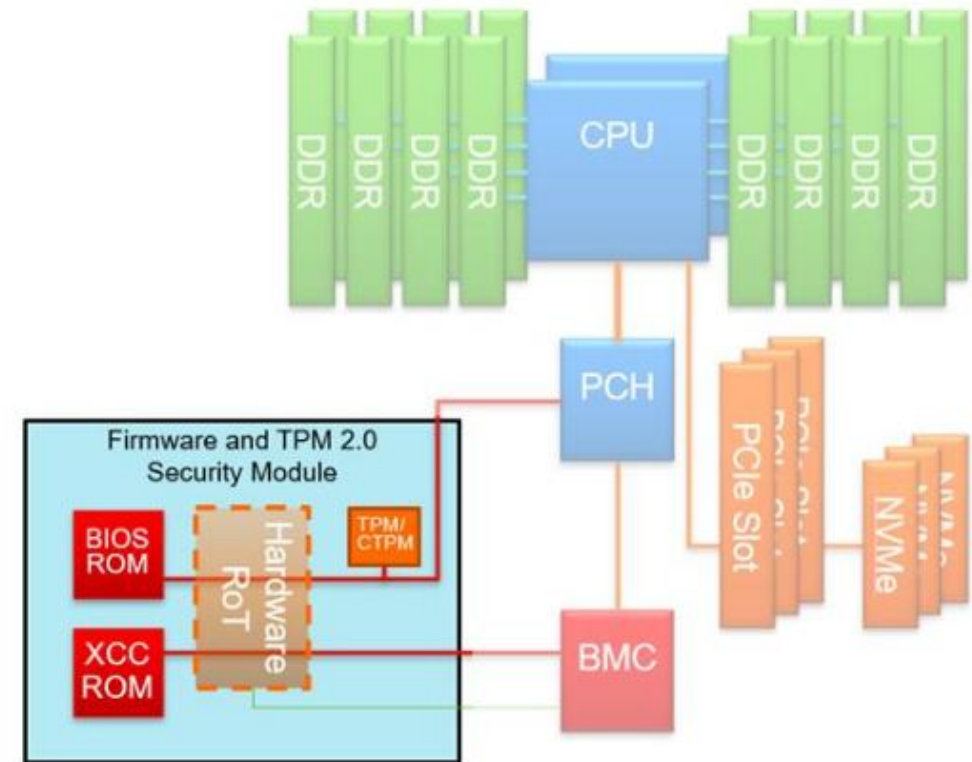 DDR
DDR
DDR
DDR
CPU
DDR
DDR
DDR
DDR
PCH
Firmware and TPM 2.0
Security Module
BIOS
ROM
Hardware
RoT
TPM/
CTPM
XCC
ROM
BMC
PCIe Slot
NVMe